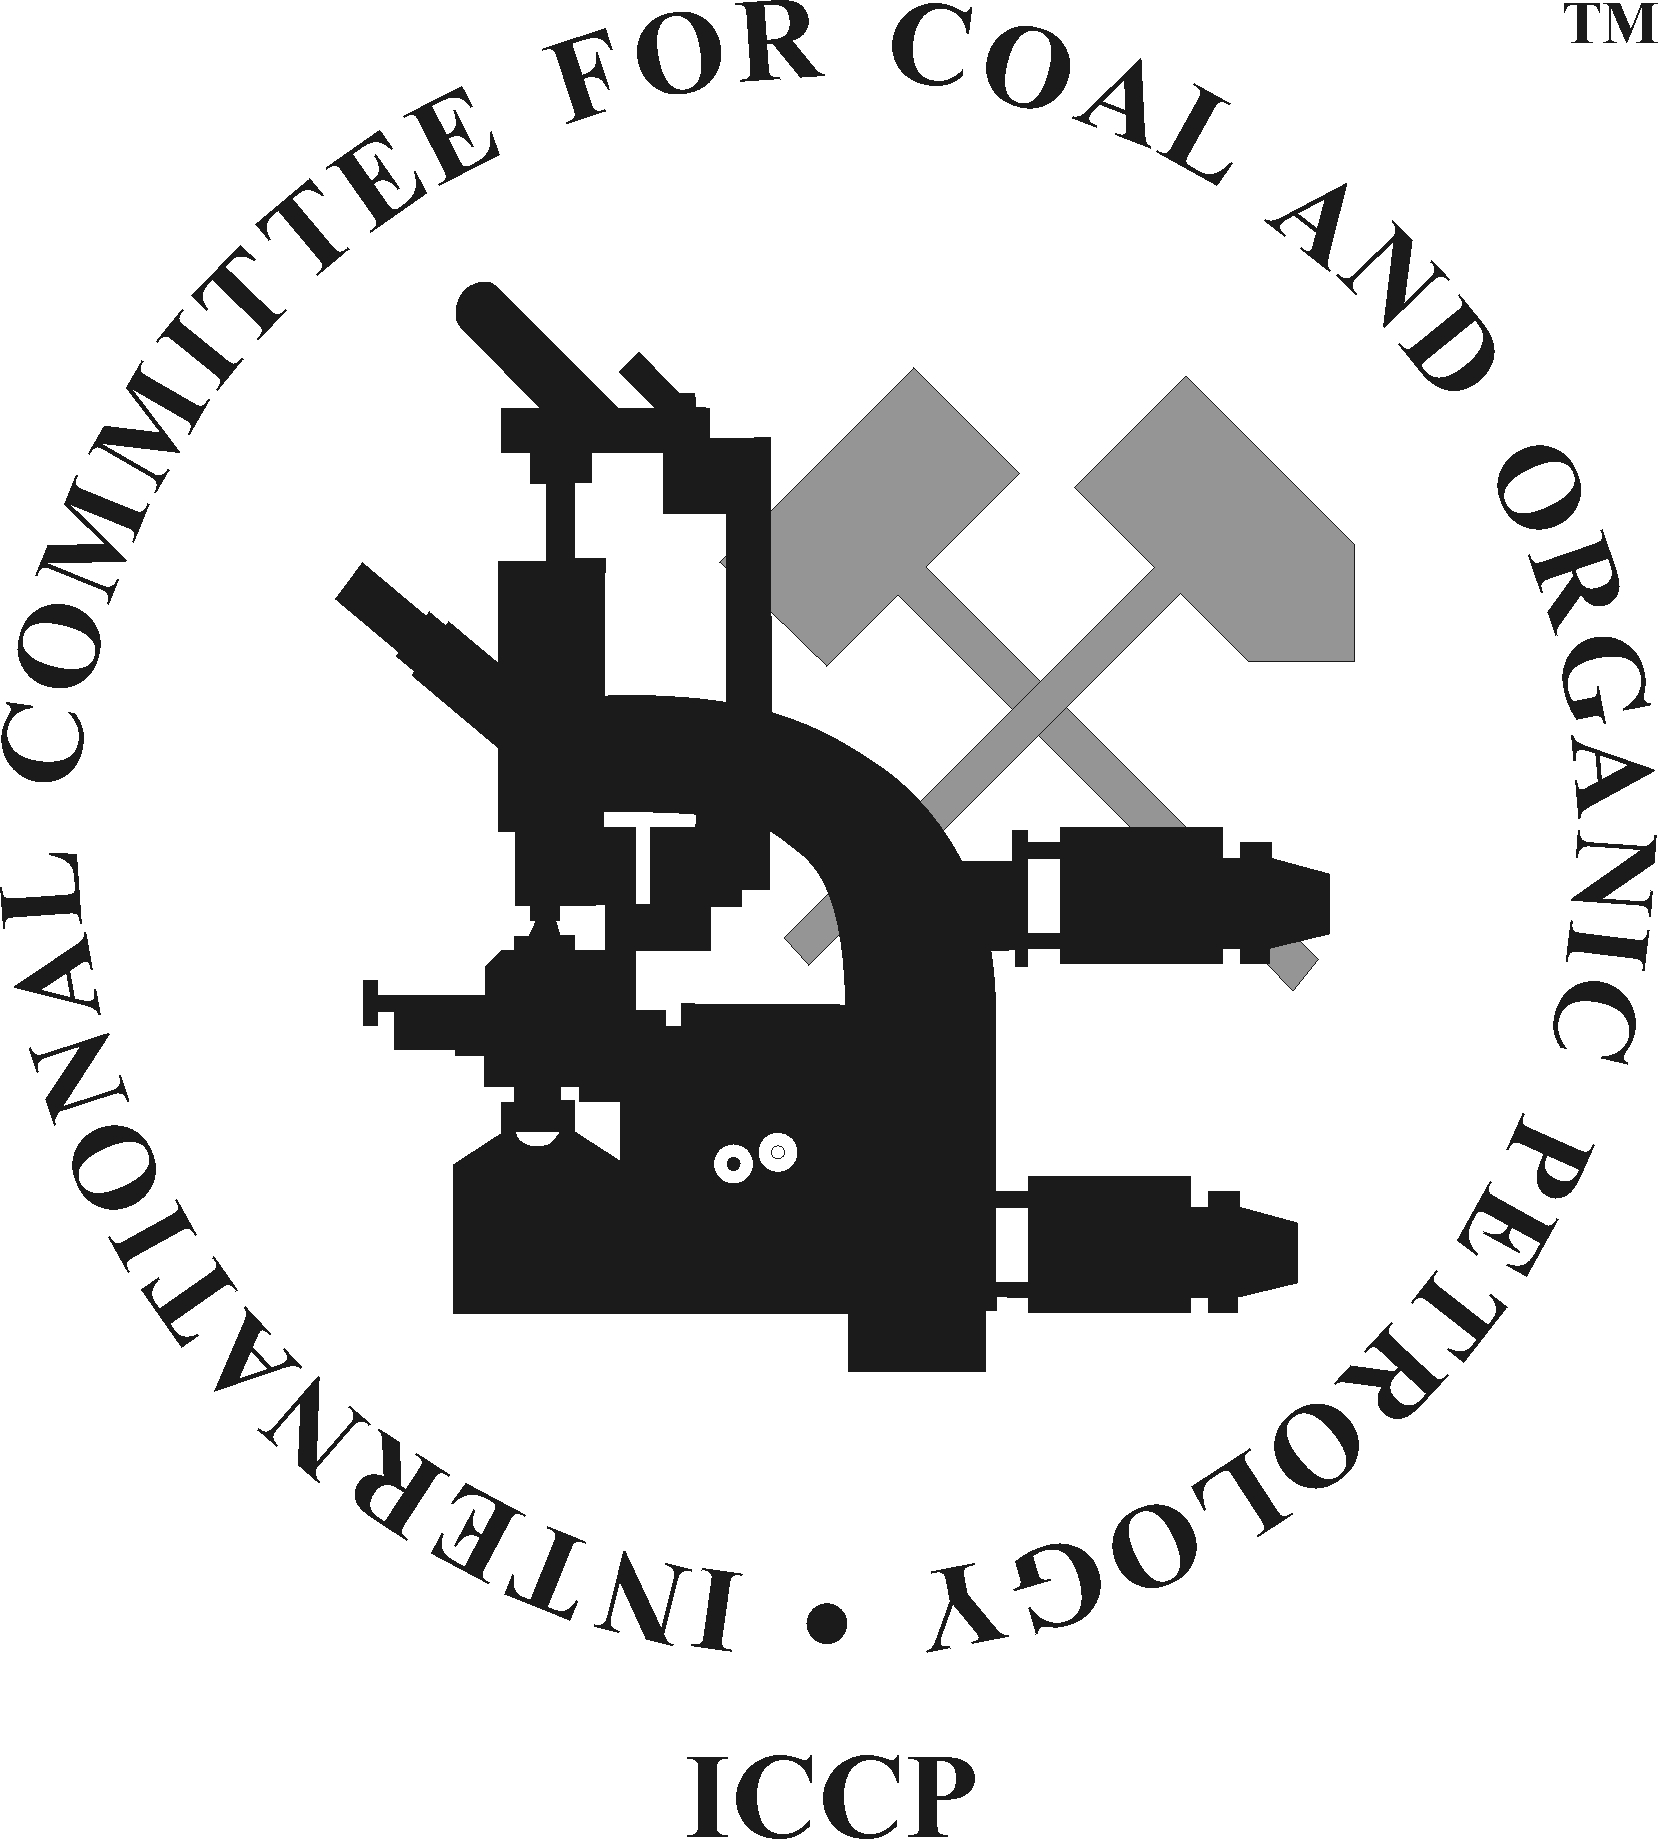 INTERNATIONAL COMMITTEE FOR COAL AND ORGANIC PETROLOGY •
TM
ICCP